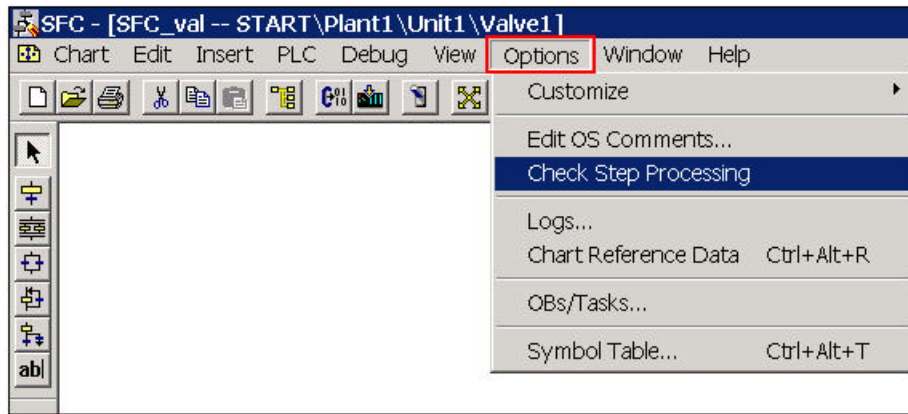 SFC - [SFC_val -- START\Plant1\Unit1\Valve1]
Chart Edit Insert PLC Debug View Options Window Help
Customize
Edit OS Comments...
Check Step Processing
Logs...
Chart Reference Data Ctrl+Alt+R
OBs/Tasks...
Symbol Table... Ctrl+Alt+T
ab